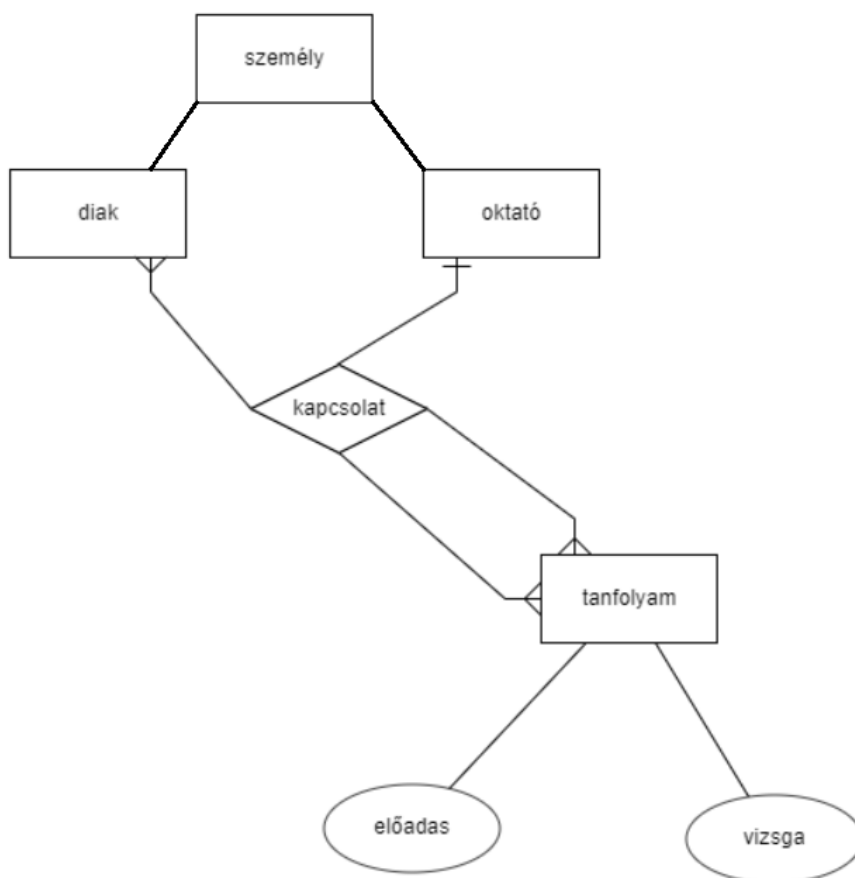 személy
diak
oktató
kapcsolat
tanfolyam
előadas
vizsga